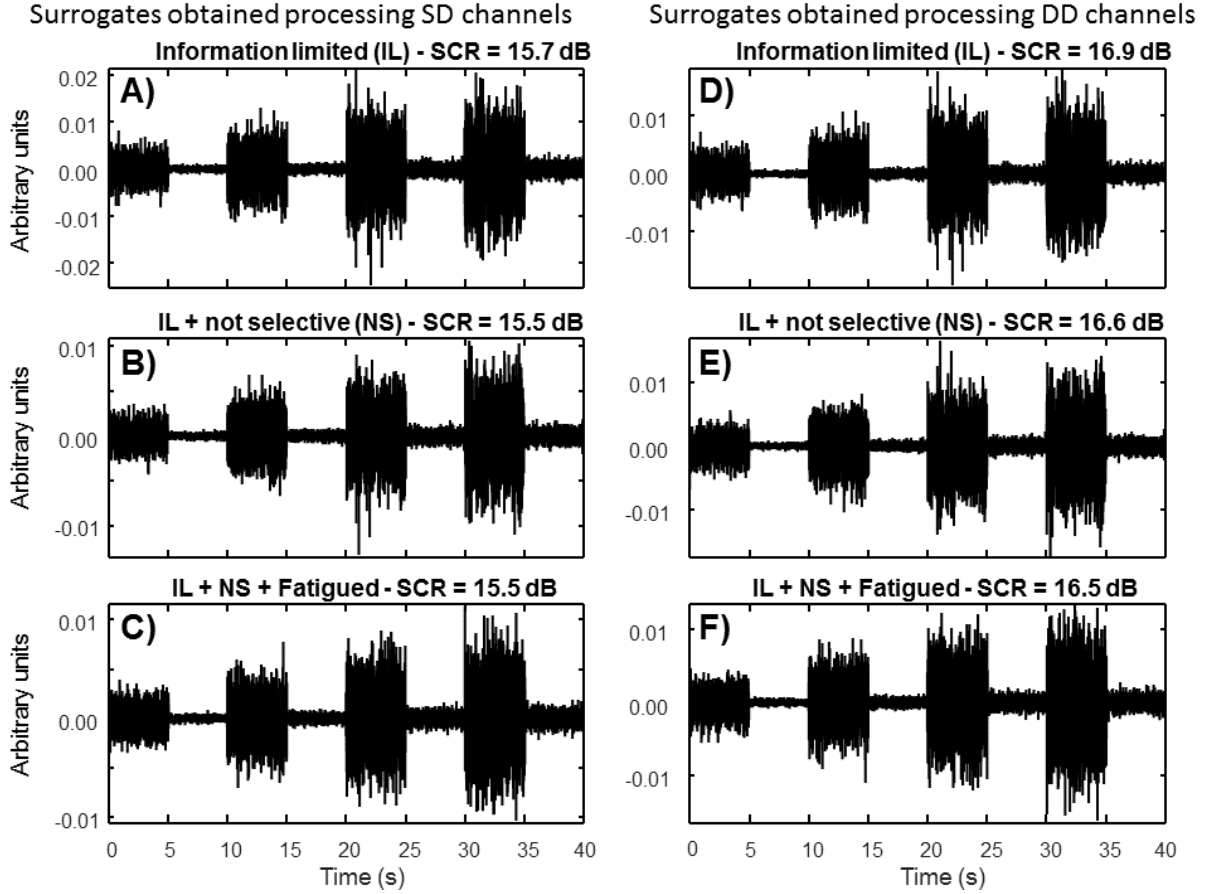 Surrogates obtained processing SD channels
Information limited (IL) - SCR = 15.7 dB
A)
0.02
0.01
0.00
-0.01
-0.02
Arbitrary units
IL + not selective (NS) - SCR = 15.5 dB
B)
0.01
0.00
-0.01
Arbitrary units
IL + NS + Fatigued - SCR = 15.5 dB
C)
0.01
0.00
-0.01
Arbitrary units
0 5 10 15 20 25 30 35 40
Time (s)
Surrogates obtained processing DD channels
Information limited (IL) - SCR = 16.9 dB
D)
0.01
0.00
-0.01
IL + not selective (NS) - SCR = 16.6 dB
E)
0.01
0.00
-0.01
IL + NS + Fatigued - SCR = 16.5 dB
F)
0.01
0.00
-0.01
0 5 10 15 20 25 30 35 40
Time (s)